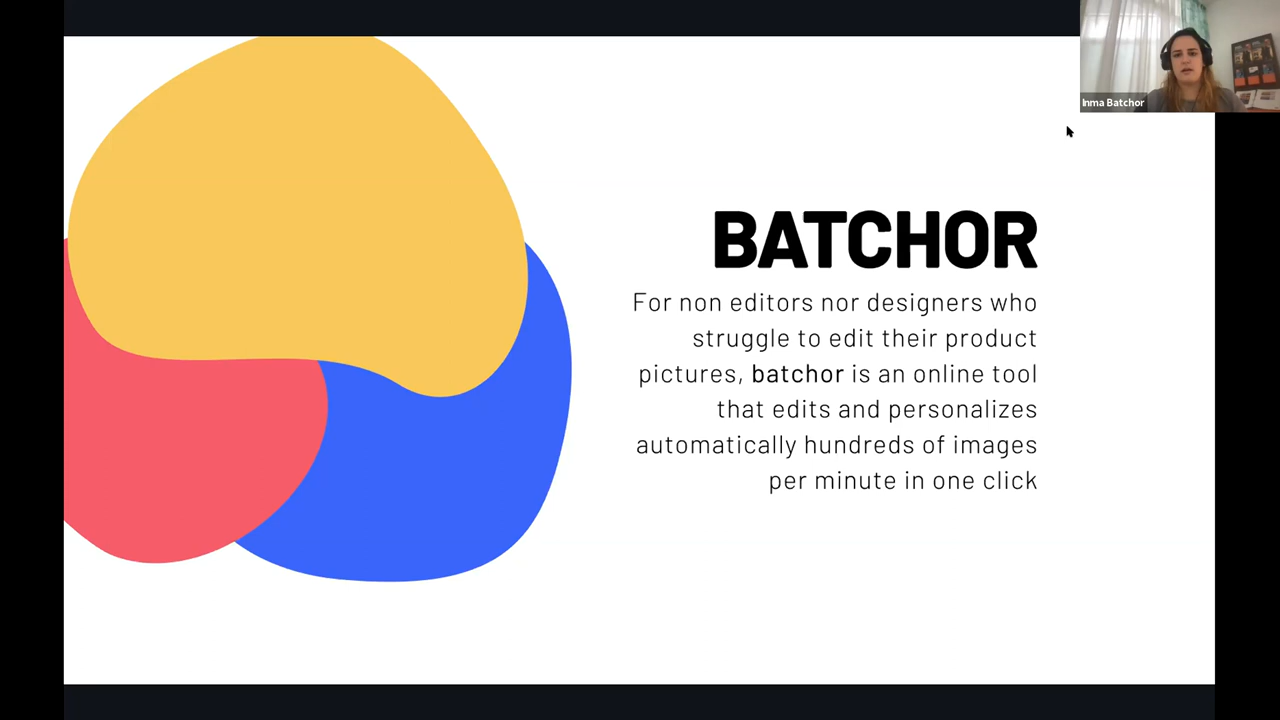 Inma Batchor
BATCHOR
For non editors nor designers who
struggle to edit their product
pictures, batchor is an online tool
that edits and personalizes
automatically hundreds of images
per minute in one click